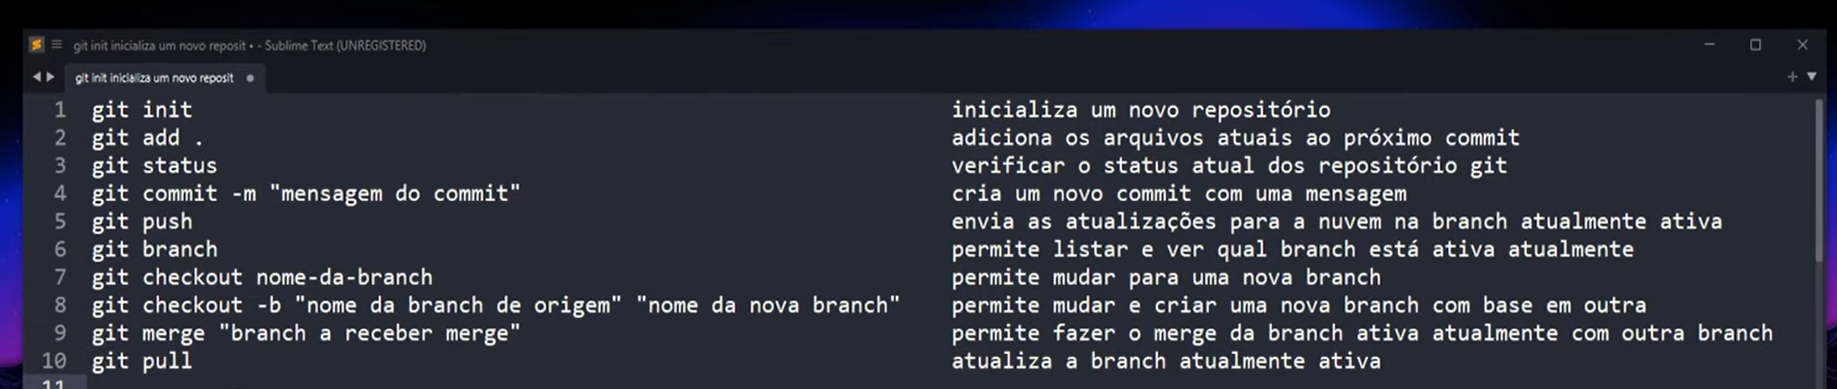 git init inicializa um novo reposit • - Sublime Text (UNREGISTERED)
git init inicializa um novo reposit
1 git init inicializa um novo repositório
2 git add . adiciona os arquivos atuais ao próximo commit
3 git status verificar o status atual dos repositório git
4 git commit -m "mensagem do commit" cria um novo commit com uma mensagem
5 git push envia as atualizações para a nuvem na branch atualmente ativa
6 git branch permite listar e ver qual branch está ativa atualmente
7 git checkout nome-da-branch permite mudar para uma nova branch
8 git checkout -b "nome da branch de origem" "nome da nova branch" permite mudar e criar uma nova branch com base em outra
9 git merge "branch a receber merge" permite fazer o merge da branch ativa atualmente com outra branch
10 git pull atualiza a branch atualmente ativa
11